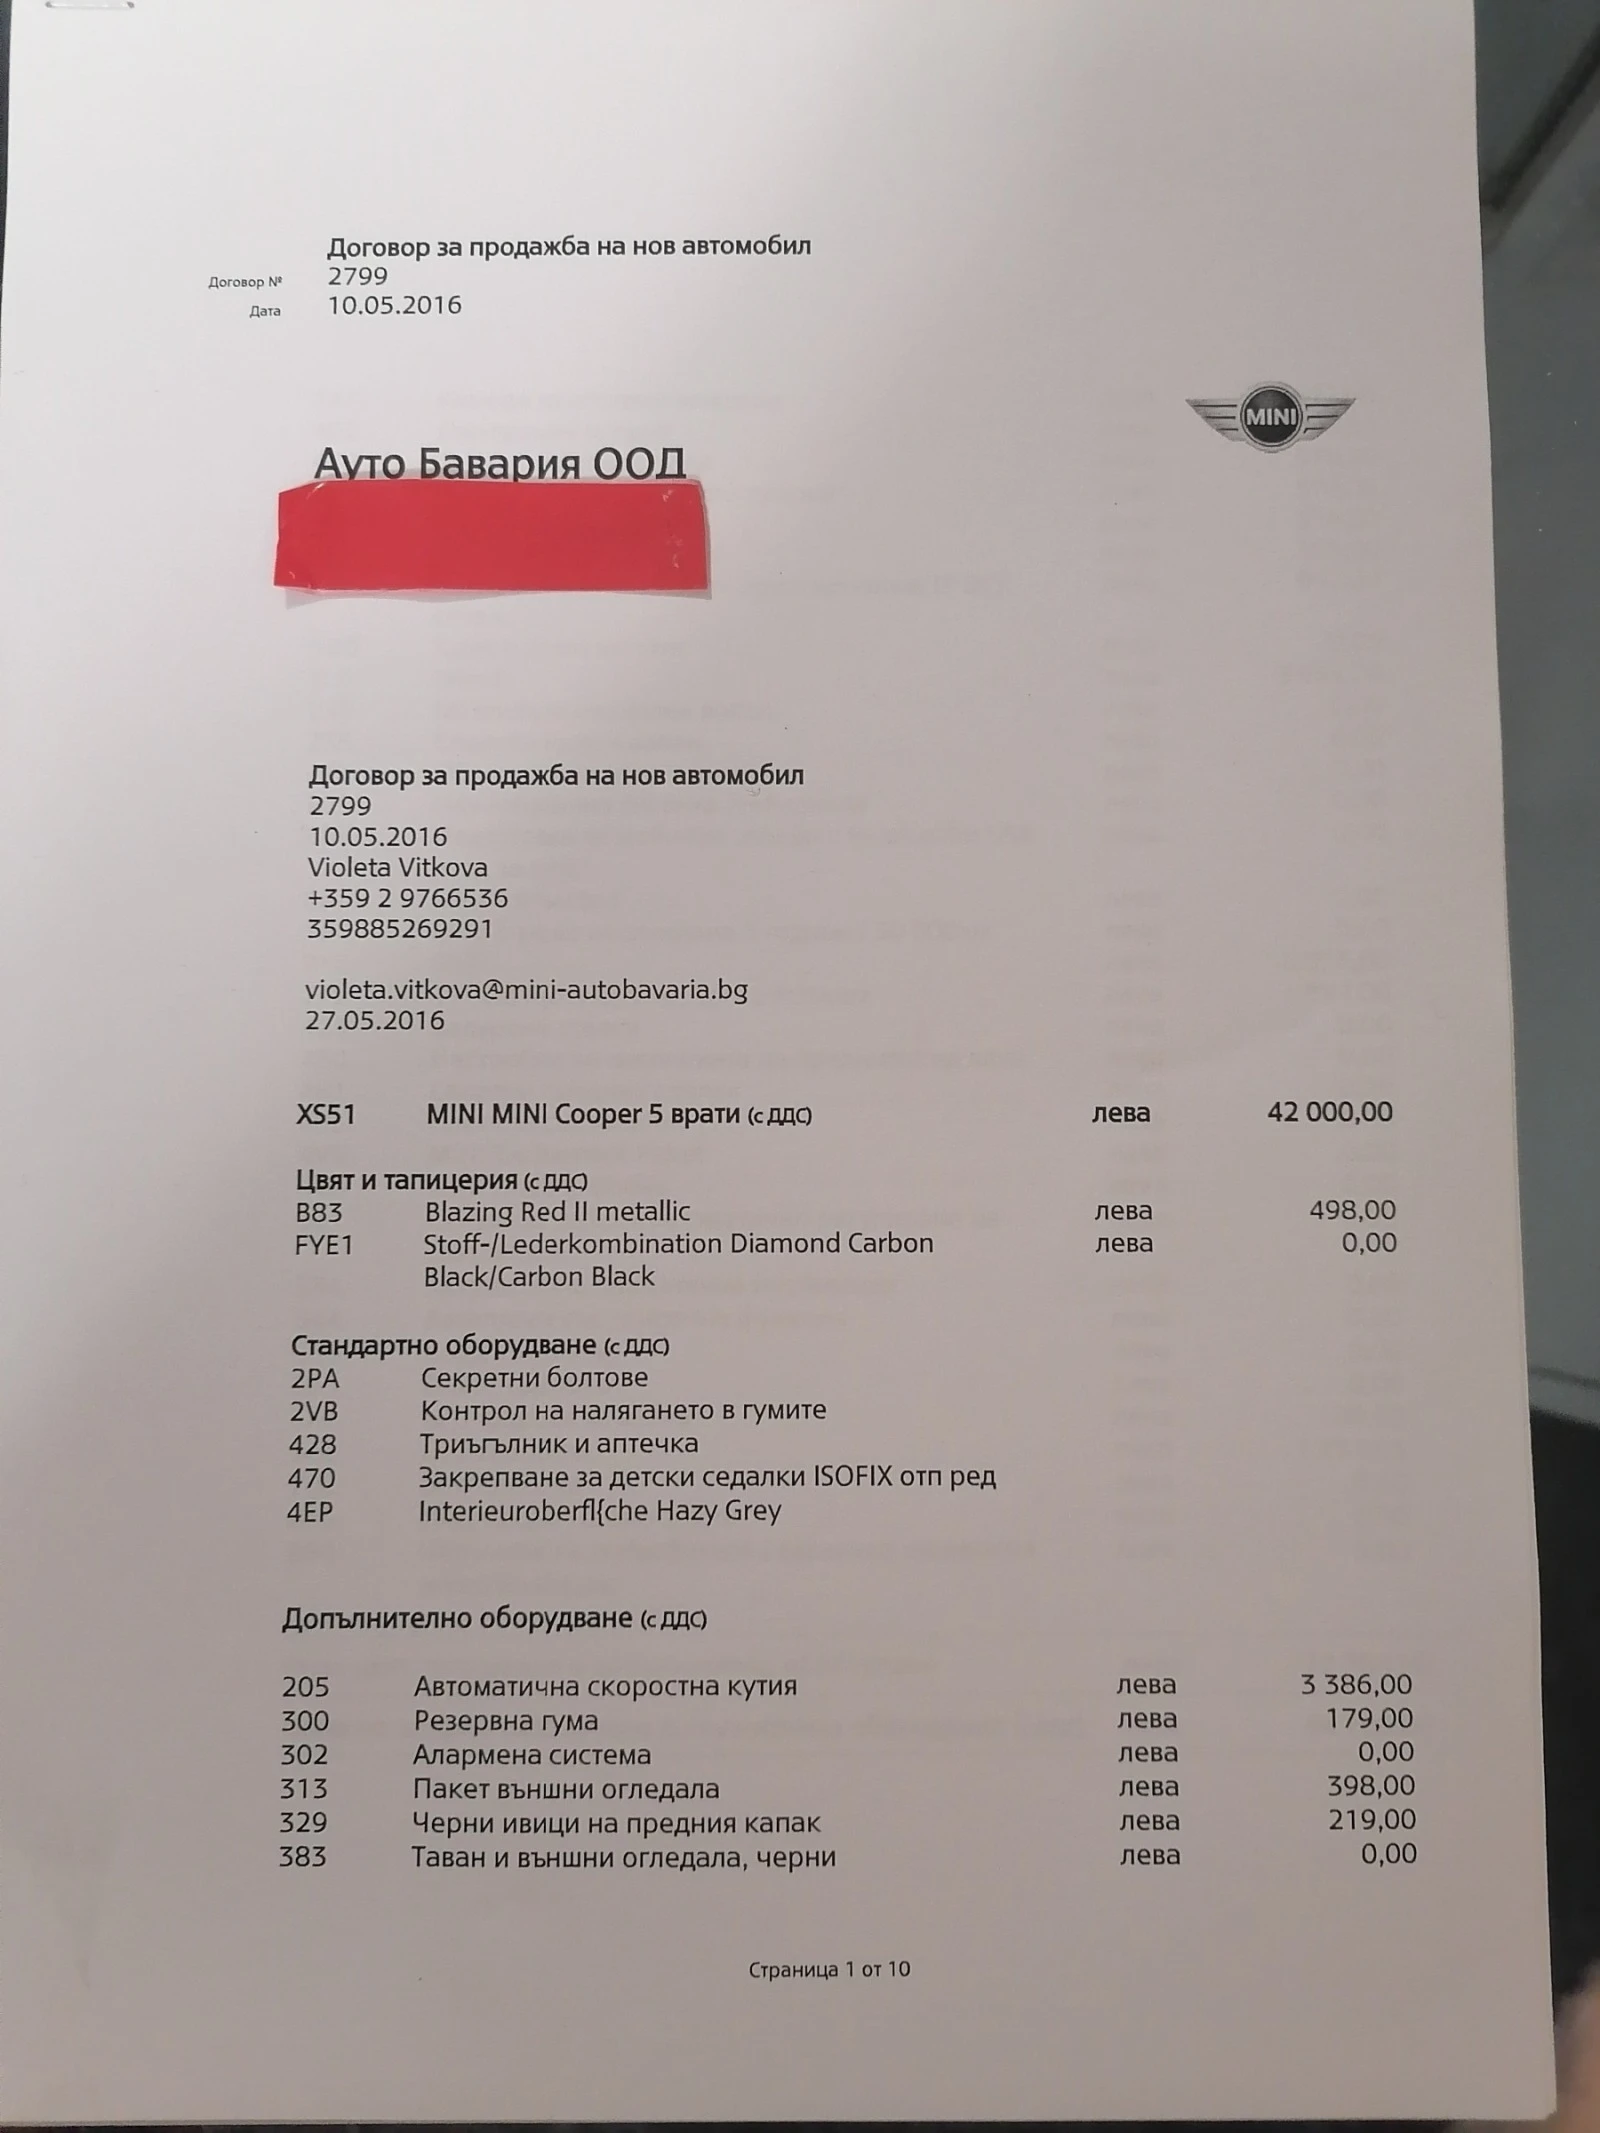 Договор за продажба на нов автомобил
Договор № 2799
Дата 10.05.2016
MINI
Ауто Бавария ООД
Договор за продажба на нов автомобил
2799
10.05.2016
Violeta Vitkova
+359 2 9766536
359885269291
violeta.vitkova@mini-autobavaria.bg
27.05.2016
XS51 MINI MINI Cooper 5 врати (с ДДС) лева 42 000,00
Цвят и тапицерия (с ДДС)
B83 Blazing Red II metallic лева 498,00
FYE1 Stoff-/Lederkombination Diamond Carbon лева 0,00
Black/Carbon Black
Стандартно оборудване (с ДДС)
2PA Секретни болтове
2VB Контрол на налягането в гумите
428 Триъгълник и аптечка
470 Закрепване за детски седалки ISOFIX отп ред
4EP Interieuroberfl{che Hazy Grey
Допълнително оборудване (с ДДС)
205 Автоматична скоростна кутия лева 3 386,00
300 Резервна гума лева 179,00
302 Алармена система лева 0,00
313 Пакет външни огледала лева 398,00
329 Черни ивици на предния капак лева 219,00
383 Таван и външни огледала, черни лева 0,00
Страница 1 от 10